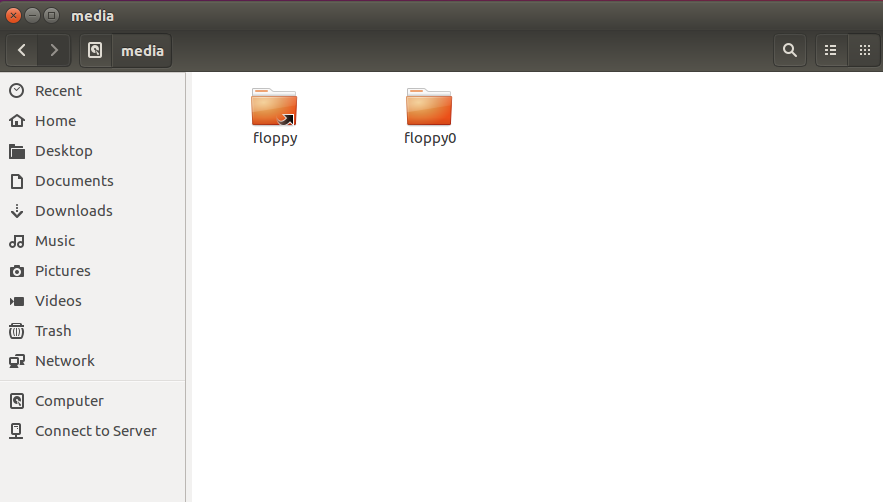 media
media
Recent
Home
Desktop
Documents
Downloads
Music
Pictures
Videos
Trash
Network
Computer
Connect to Server
floppy
floppy0